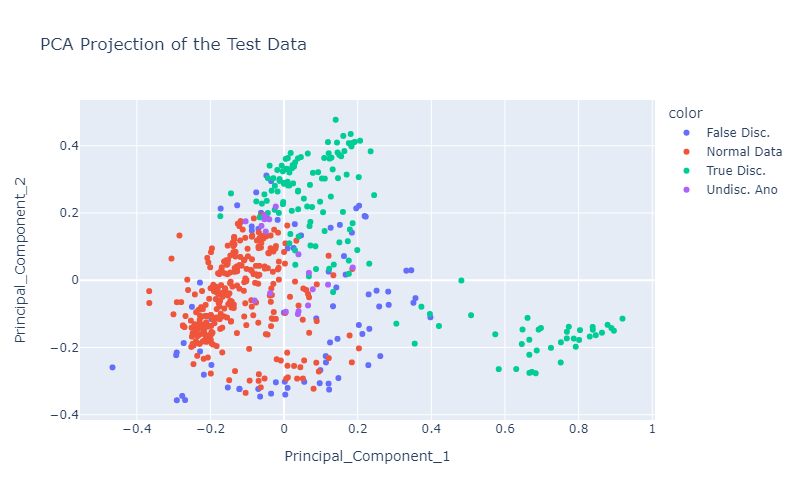 PCA Projection of the Test Data
color
False Disc.
Normal Data
True Disc.
Undisc. Ano
Principal_Component_2
0.4
0.2
0
−0.2
−0.4
−0.4
−0.2
0
0.2
0.4
0.6
0.8
1
Principal_Component_1